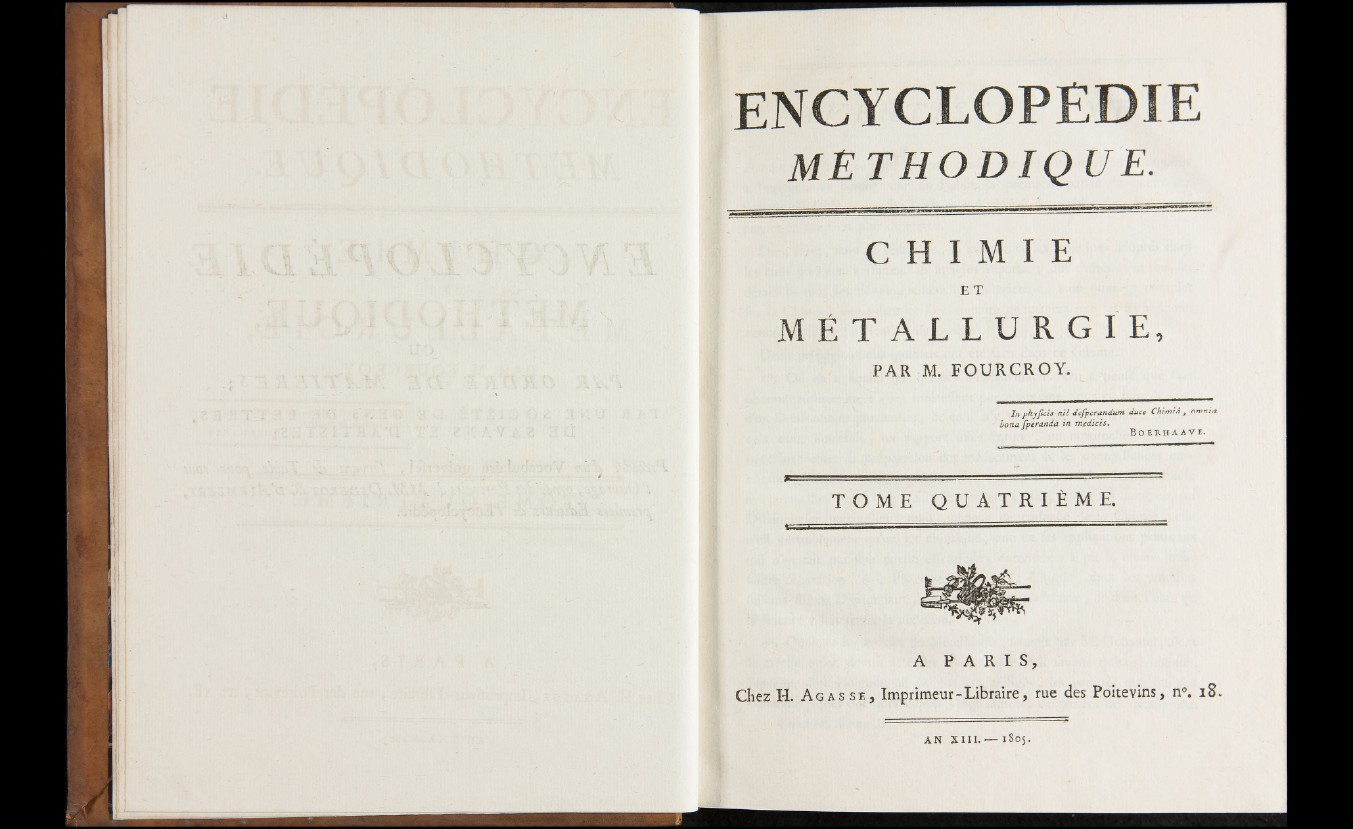 ENCYCLOPÉDIE
MÉTHODIQUE.
CHIMIE
ET
MÉTALLURGIE,
PAR M. FOURCROY.
In phyſicis nil deſperandum duce Chimiâ, omnia
bona ſperanda in medicis.
BOERHAAVE.
TOME QUATRIÈME.
A PARIS,
Chez H. AGASSE, Imprimeur-Libraire, rue des Poitevins, nº. 18.
AN XIII. — 1805.